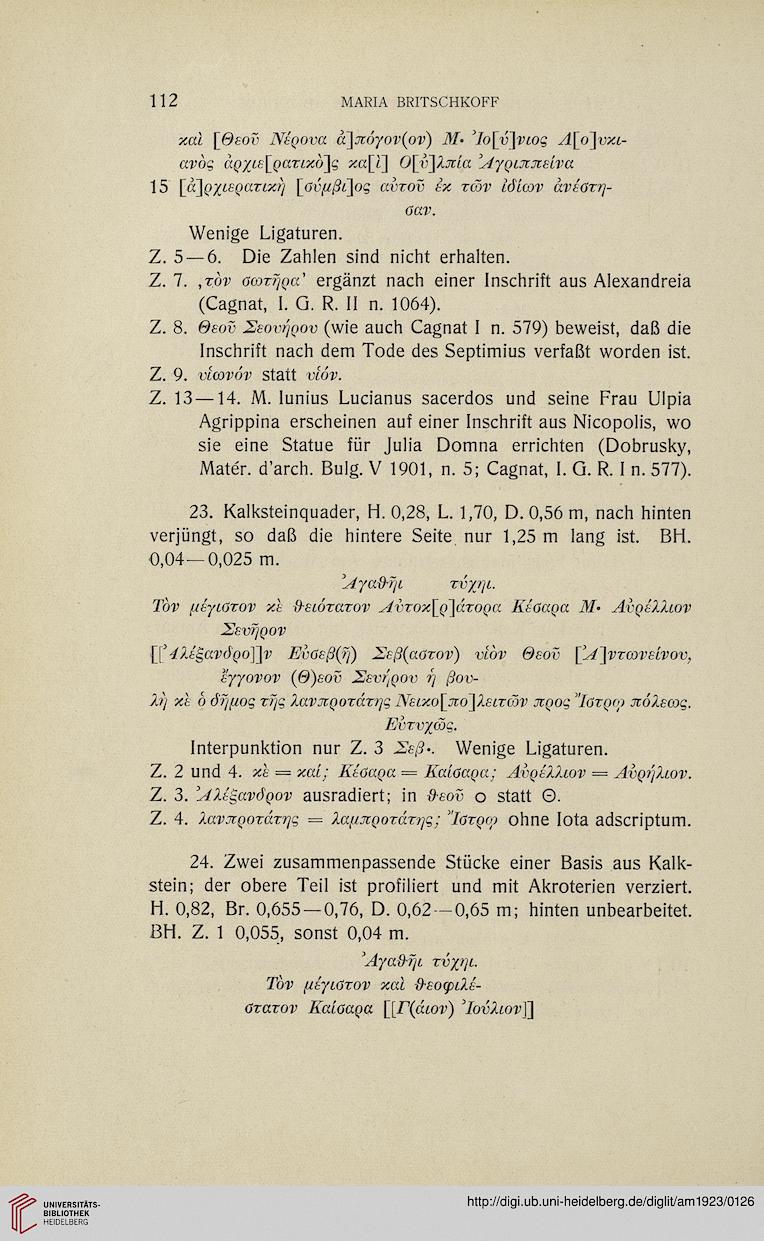 112 MARIA BRITSCHKOFF
καὶ [Θεοῦ Νέρουα ἀ]πόγον(ον) Μ· Ἰο[ύ]νιος Λ[ο]υκι-
ανὸς ἀρχιε[ρατικὸ]ς κα[ὶ] Ο[ὐ]λπία Ἀγριππεῖνα
15 [ἀ]ρχιερατικὴ [σύμβι]ος αὐτοῦ ἐκ τῶν ἰδίων ἀνέστη-
σαν.
Wenige Ligaturen.
Z. 5—6. Die Zahlen sind nicht erhalten.
Z. 7. ‚τὸν σωτῆρα' ergänzt nach einer Inschrift aus Alexandreia
(Cagnat, I. G. R. II n. 1064).
Z. 8. Θεοῦ Σεουήρου (wie auch Cagnat I n. 579) beweist, daß die
Inschrift nach dem Tode des Septimius verfaßt worden ist.
Z. 9. υἱωνόν statt υἱόν.
Z. 13—14. M. Iunius Lucianus sacerdos und seine Frau Ulpia
Agrippina erscheinen auf einer Inschrift aus Nicopolis, wo
sie eine Statue für Julia Domna errichten (Dobrusky,
Matér. d'arch. Bulg. V 1901, n. 5; Cagnat, I. G. R. I n. 577).
23. Kalksteinquader, H. 0,28, L. 1,70, D. 0,56 m, nach hinten
verjüngt, so daß die hintere Seite nur 1,25 m lang ist. BH.
0,04—0,025 m.
Ἀγαθῆι τύχηι.
Τὸν μέγιστον κὲ θειότατον Αὐτοκ[ρ]άτορα Κέσαρα Μ· Αὐρέλλιον
Σευῆρον
[[Ἀλέξανδρο]]ν Εὐσεβ(ῆ) Σεβ(αστον) υἱὸν Θεοῦ [Ἀ]ντωνείνου,
ἔγγονον (Θ)εοῦ Σευήρου ἡ βου-
λὴ κὲ ὁ δῆμος τῆς λανπροτάτης Νεικο[πο]λειτῶν προς Ἴστρῳ πόλεως.
Εὐτυχῶς.
Interpunktion nur Z. 3 Σεβ·. Wenige Ligaturen.
Z. 2 und 4. κὲ = καί; Κέσαρα = Καίσαρα; Αὐρέλλιον = Αὐρήλιον.
Z. 3. Ἀλέξανδρον ausradiert; in θεοῦ ο statt Θ.
Z. 4. λανπροτάτης = λαμπροτάτης; Ἴστρῳ ohne Iota adscriptum.
24. Zwei zusammenpassende Stücke einer Basis aus Kalk-
stein; der obere Teil ist profiliert und mit Akroterien verziert.
H. 0,82, Br. 0,655—0,76, D. 0,62—0,65 m; hinten unbearbeitet.
BH. Z. 1 0,055, sonst 0,04 m.
Ἀγαθῆι τύχηι.
Τὸν μέγιστον καὶ θεοφιλέ-
στατον Καίσαρα [[Γ(άιον) Ἰούλιον]]
UNIVERSITÄTS-
BIBLIOTHEK
HEIDELBERG
http://digi.ub.uni-heidelberg.de/diglit/am1923/0126